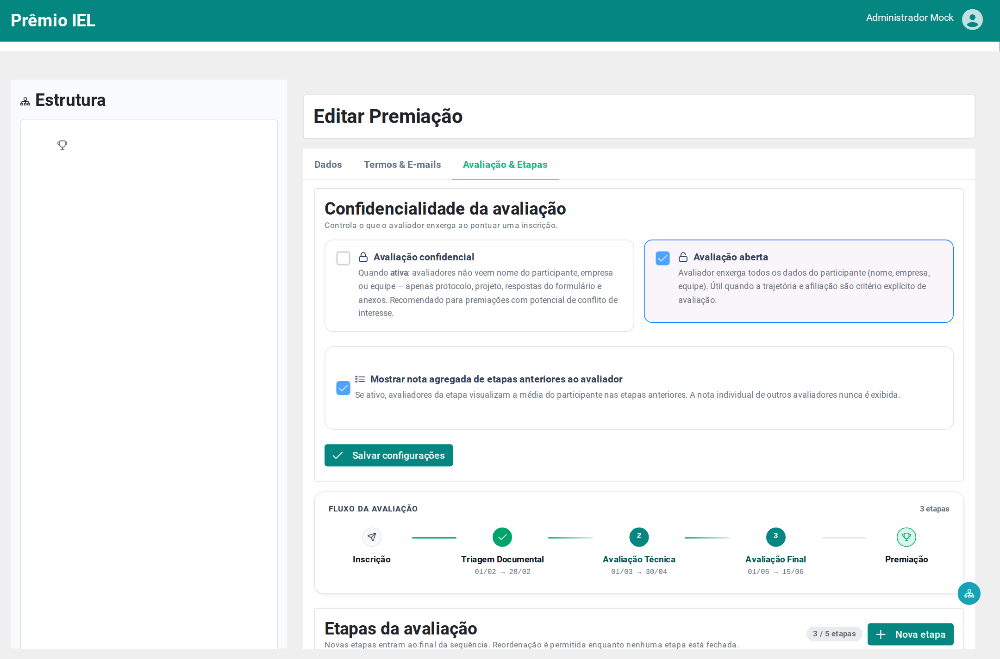 Prêmio IEL
Administrador Mock
Estrutura
Editar Premiação
Dados
Termos & E-mails
Avaliação & Etapas
Confidencialidade da avaliação
Controla o que o avaliador enxerga ao pontuar uma inscrição.
Avaliação confidencial
Quando ativa: avaliadores não veem nome do participante, empresa
ou equipe — apenas protocolo, projeto, respostas do formulário e
anexos. Recomendado para premiações com potencial de conflito de
interesse.
Avaliação aberta
Avaliador enxerga todos os dados do participante (nome, empresa,
equipe). Útil quando a trajetória e afiliação são critério explícito de
avaliação.
Mostrar nota agregada de etapas anteriores ao avaliador
Se ativo, avaliadores da etapa visualizam a média do participante nas etapas anteriores. A nota individual de outros avaliadores nunca é exibida.
Salvar configurações
FLUXO DA AVALIAÇÃO
3 etapas
Inscrição
Triagem Documental
01/02 → 28/02
2
Avaliação Técnica
01/03 → 30/04
3
Avaliação Final
01/05 → 15/06
Premiação
Etapas da avaliação
Novas etapas entram ao final da sequência. Reordenação é permitida enquanto nenhuma etapa está fechada.
3 / 5 etapas
Nova etapa